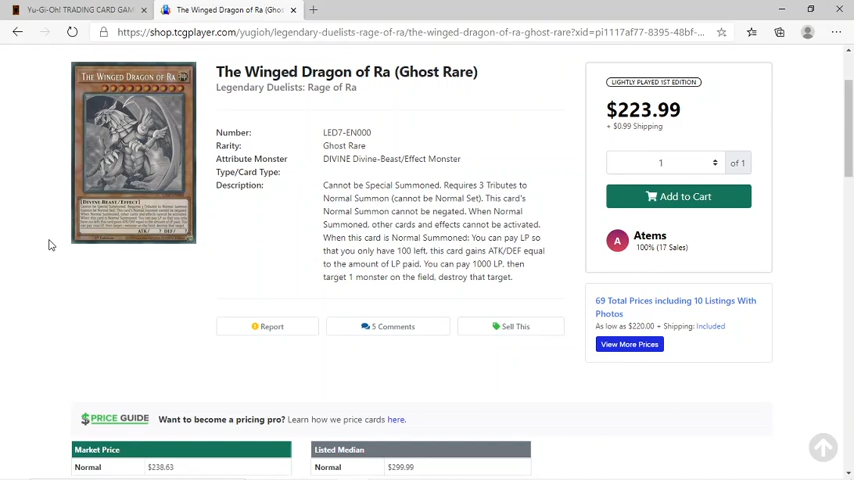 Yu-Gi-Oh! TRADING CARD GAM
The Winged Dragon of Ra (Ghos
https://shop.tcgplayer.com/yugioh/legendary-duelists-rage-of-ra/the-winged-dragon-of-ra-ghost-rare?xid=pi1117af77-8395-48bf-...
THE WINGED DRAGON OF RA
[DIVINE-BEAST/EFFECT]
ATK/ DEF/
The Winged Dragon of Ra (Ghost Rare)
Legendary Duelists: Rage of Ra
Number: LED7-EN000
Rarity: Ghost Rare
Attribute Monster DIVINE Divine-Beast/Effect Monster
Type/Card Type:
Description: Cannot be Special Summoned. Requires 3 Tributes to
Normal Summon (cannot be Normal Set). This card's
Normal Summon cannot be negated. When Normal
Summoned, other cards and effects cannot be activated.
When this card is Normal Summoned: You can pay LP so
that you only have 100 left, this card gains ATK/DEF equal
to the amount of LP paid. You can pay 1000 LP, then
target 1 monster on the field, destroy that target.
Report
5 Comments
Sell This
LIGHTLY PLAYED 1ST EDITION
$223.99
+ $0.99 Shipping
1 of 1
Add to Cart
A
Atems
100% (17 Sales)
69 Total Prices including 10 Listings With
Photos
As low as $220.00 + Shipping: Included
View More Prices
PRICE GUIDE Want to become a pricing pro? Learn how we price cards here.
Market Price
Normal $238.63
Listed Median
Normal $299.99